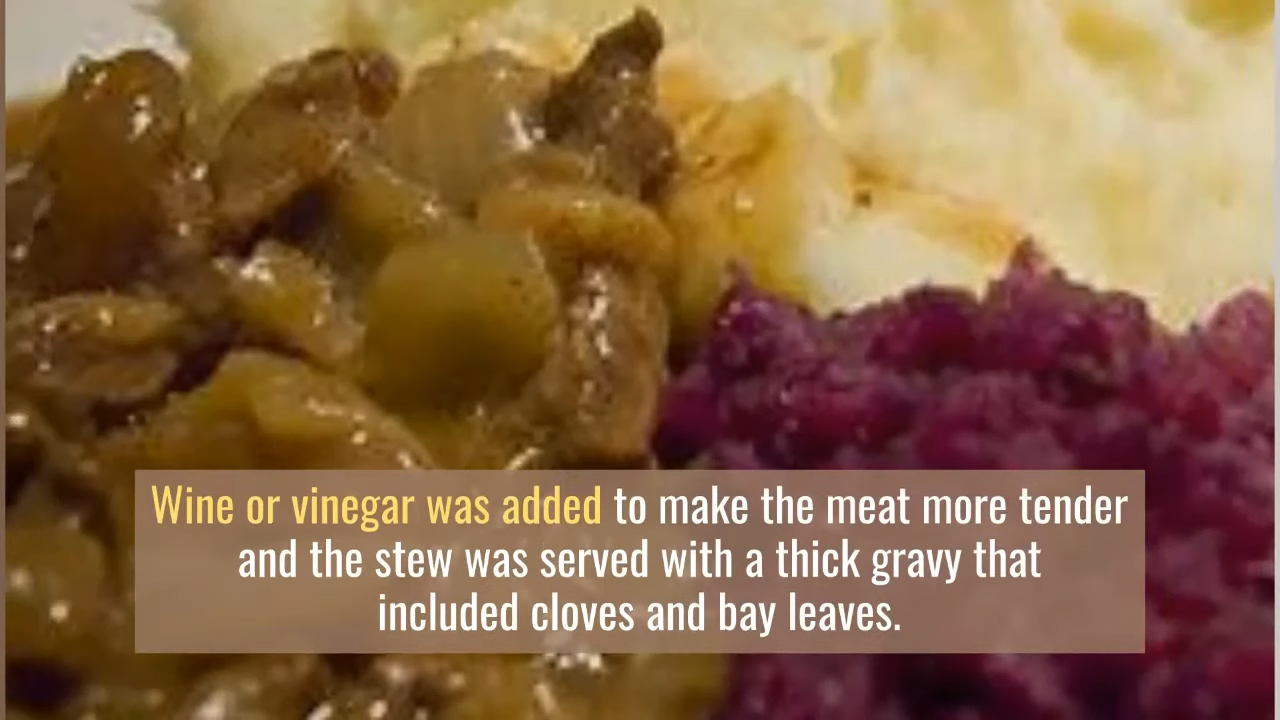 Wine or vinegar was added to make the meat more tender
and the stew was served with a thick gravy that
included cloves and bay leaves.